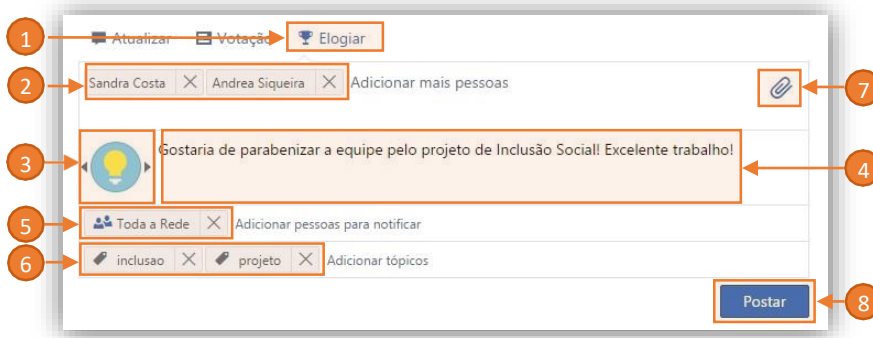 1 Atualizar Votação Elogiar
2 Sandra Costa Andrea Siqueira Adicionar mais pessoas 7
3 Gostaria de parabenizar a equipe pelo projeto de Inclusão Social! Excelente trabalho! 4
5 Toda a Rede Adicionar pessoas para notificar
6 inclusao projeto Adicionar tópicos
Postar 8